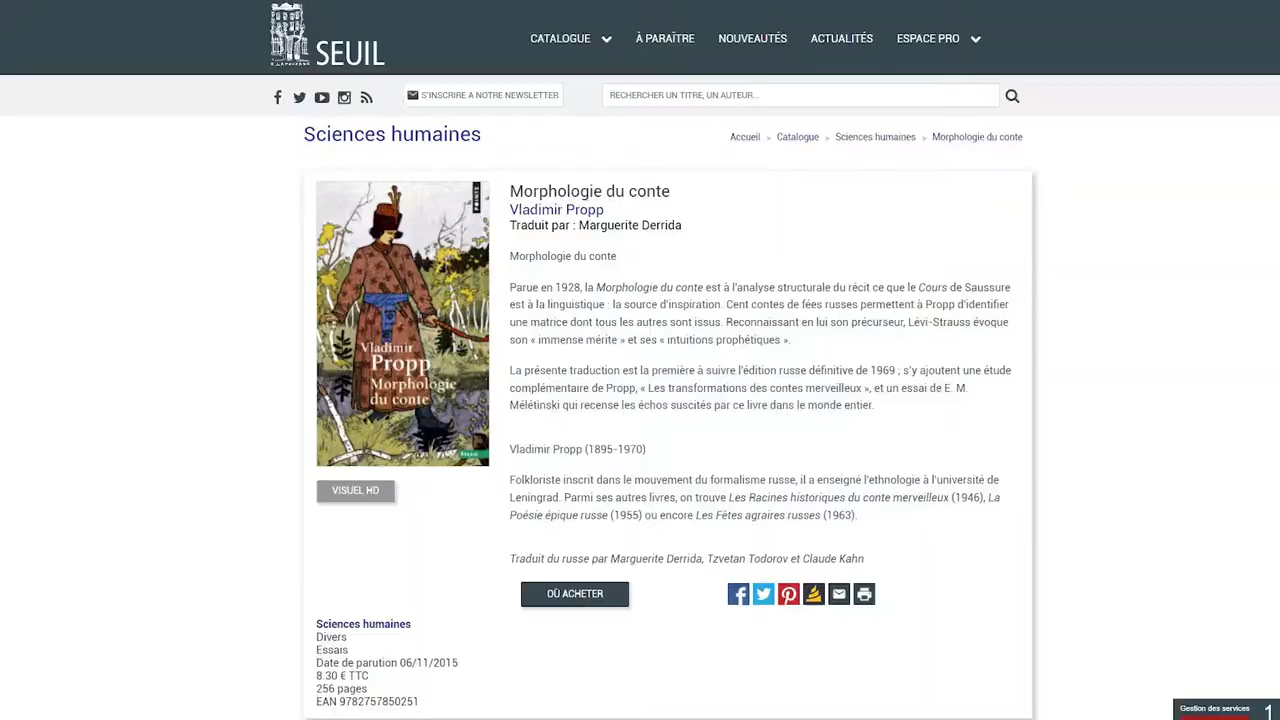 SEUIL
CATALOGUE
À PARAÎTRE
NOUVEAUTÉS
ACTUALITÉS
ESPACE PRO
S'INSCRIRE A NOTRE NEWSLETTER
RECHERCHER UN TITRE, UN AUTEUR...
Sciences humaines
Accueil > Catalogue > Sciences humaines > Morphologie du conte
POINTS
Vladimir
Propp
Morphologie
du conte
Essais
VISUEL HD
Morphologie du conte
Vladimir Propp
Traduit par : Marguerite Derrida
Morphologie du conte
Parue en 1928, la Morphologie du conte est à l'analyse structurale du récit ce que le Cours de Saussure
est à la linguistique : la source d'inspiration. Cent contes de fées russes permettent à Propp d'identifier
une matrice dont tous les autres sont issus. Reconnaissant en lui son précurseur, Lévi-Strauss évoque
son « immense mérite » et ses « intuitions prophétiques ».
La présente traduction est la première à suivre l'édition russe définitive de 1969 ; s'y ajoutent une étude
complémentaire de Propp, « Les transformations des contes merveilleux », et un essai de E. M.
Mélétinski qui recense les échos suscités par ce livre dans le monde entier.
Vladimir Propp (1895-1970)
Folkloriste inscrit dans le mouvement du formalisme russe, il a enseigné l'ethnologie à l'université de
Leningrad. Parmi ses autres livres, on trouve Les Racines historiques du conte merveilleux (1946), La
Poésie épique russe (1955) ou encore Les Fêtes agraires russes (1963).
Traduit du russe par Marguerite Derrida, Tzvetan Todorov et Claude Kahn
OÙ ACHETER
Sciences humaines
Divers
Essais
Date de parution 06/11/2015
8.30 € TTC
256 pages
EAN 9782757850251
Gestion des services
1